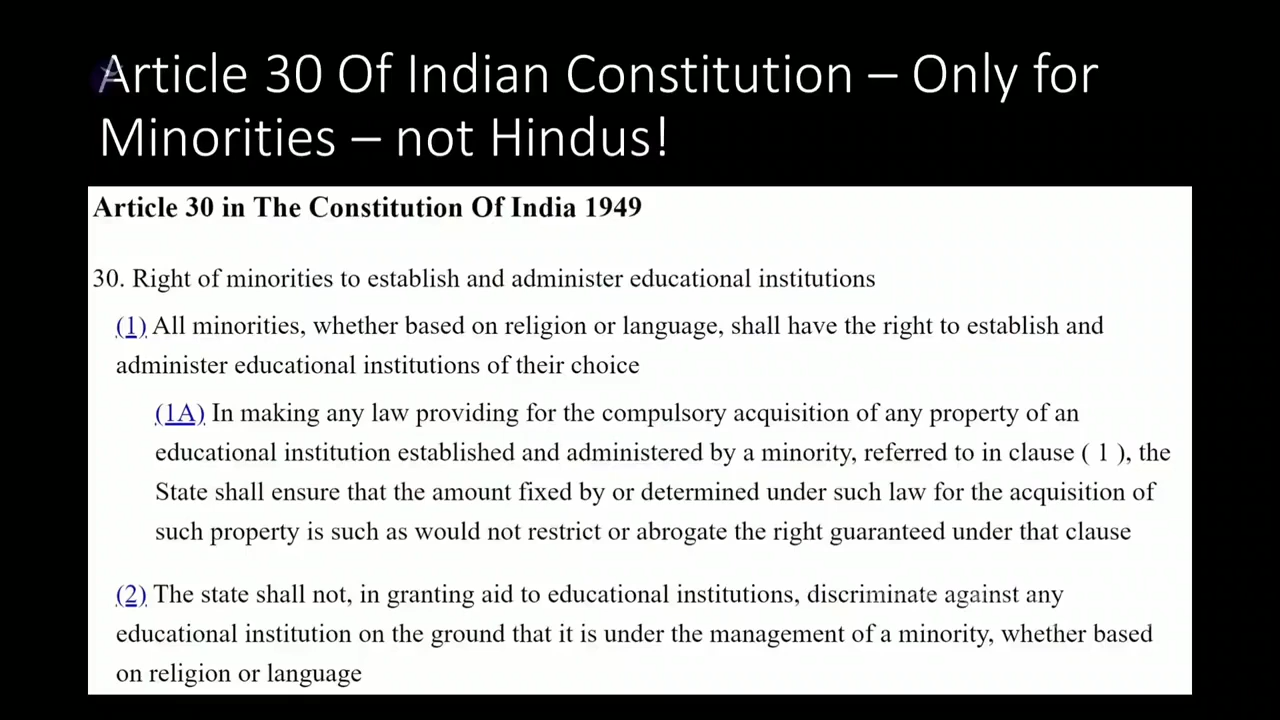 Article 30 Of Indian Constitution – Only for
Minorities – not Hindus!
Article 30 in The Constitution Of India 1949
30. Right of minorities to establish and administer educational institutions
(1) All minorities, whether based on religion or language, shall have the right to establish and
administer educational institutions of their choice
(1A) In making any law providing for the compulsory acquisition of any property of an
educational institution established and administered by a minority, referred to in clause ( 1 ), the
State shall ensure that the amount fixed by or determined under such law for the acquisition of
such property is such as would not restrict or abrogate the right guaranteed under that clause
(2) The state shall not, in granting aid to educational institutions, discriminate against any
educational institution on the ground that it is under the management of a minority, whether based
on religion or language